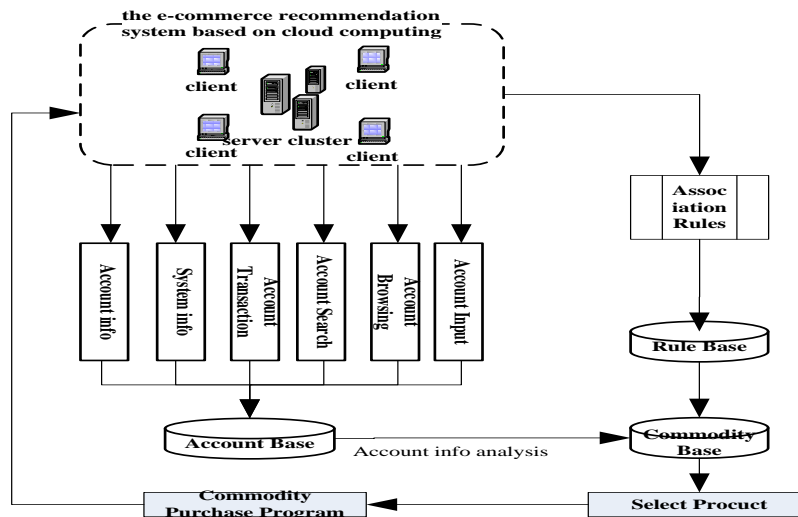 the e-commerce recommendation
system based on cloud computing
client
client
server cluster
client
client
Assoc
iation
Rules
Account info
System info
Account
Transaction
Account Search
Account
Browsing
Account Input
Rule Base
Account Base
Account info analysis
Commodity
Base
Commodity
Purchase Program
Select Procuct